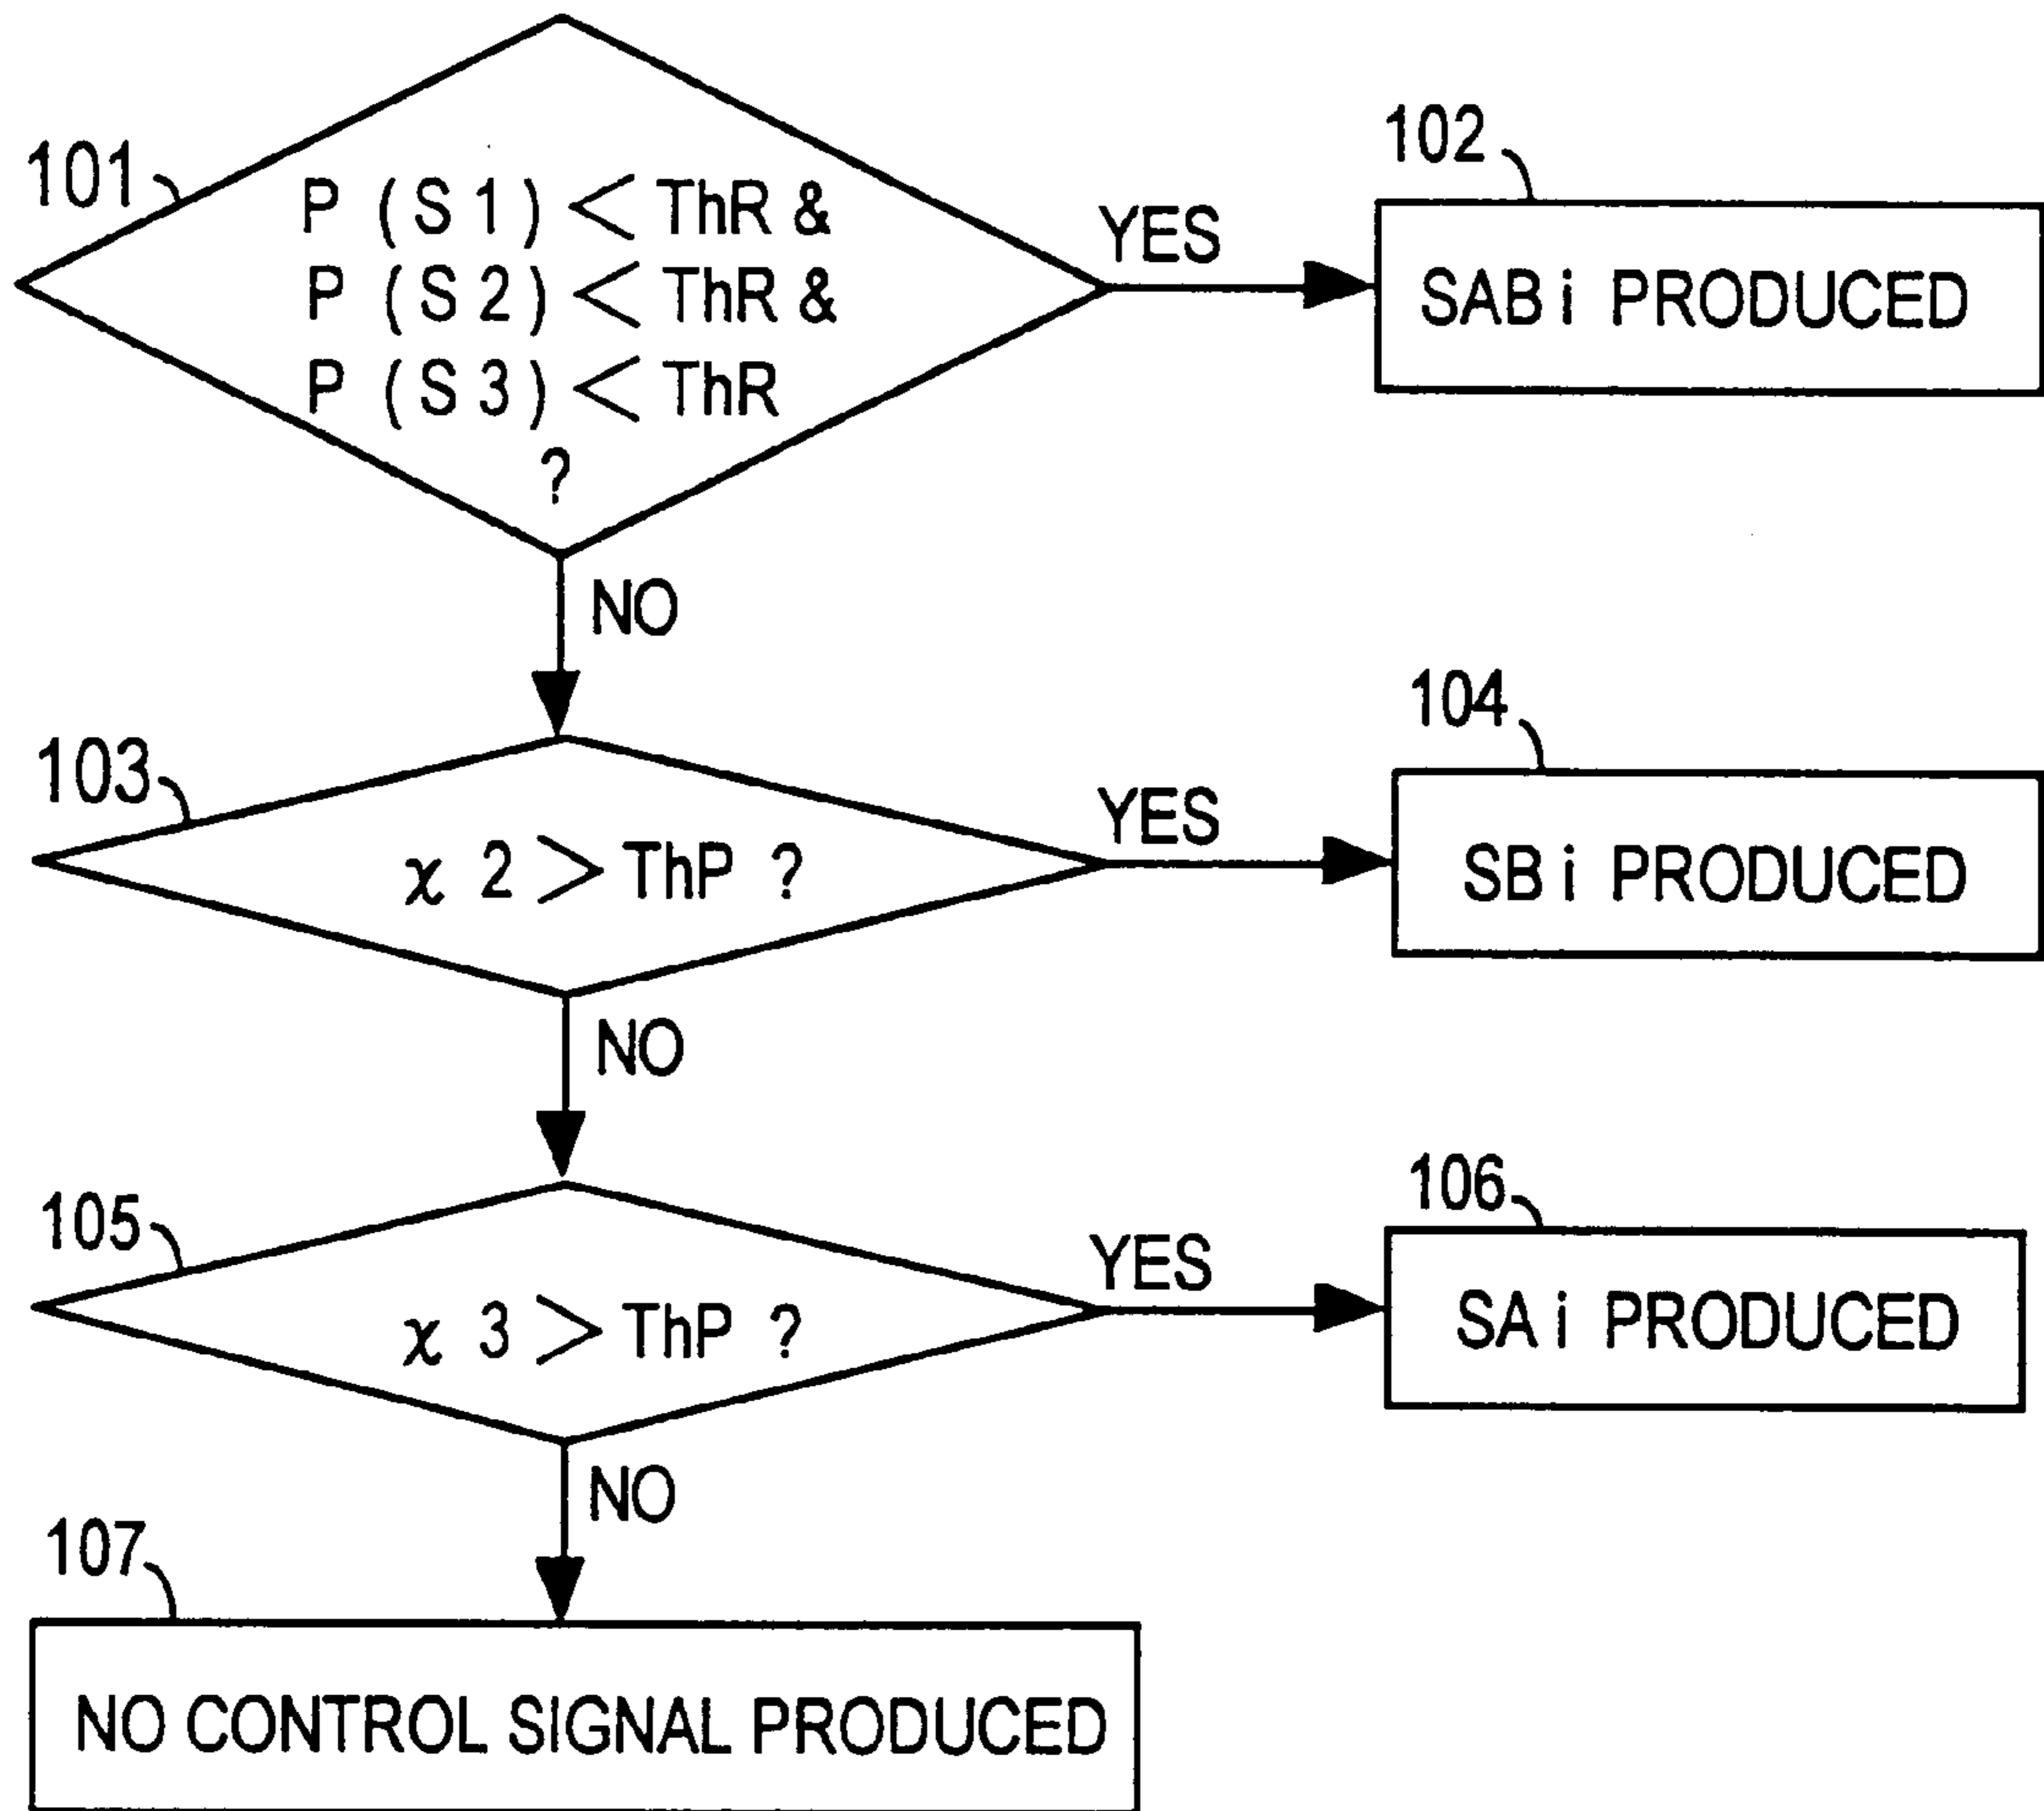 101
P (S 1) < ThR &
P (S 2) < ThR &
P (S 3) < ThR
?
YES
102
SAB i PRODUCED
NO
103
χ 2 > ThP ?
YES
104
SB i PRODUCED
NO
105
χ 3 > ThP ?
YES
106
SA i PRODUCED
NO
107
NO CONTROL SIGNAL PRODUCED